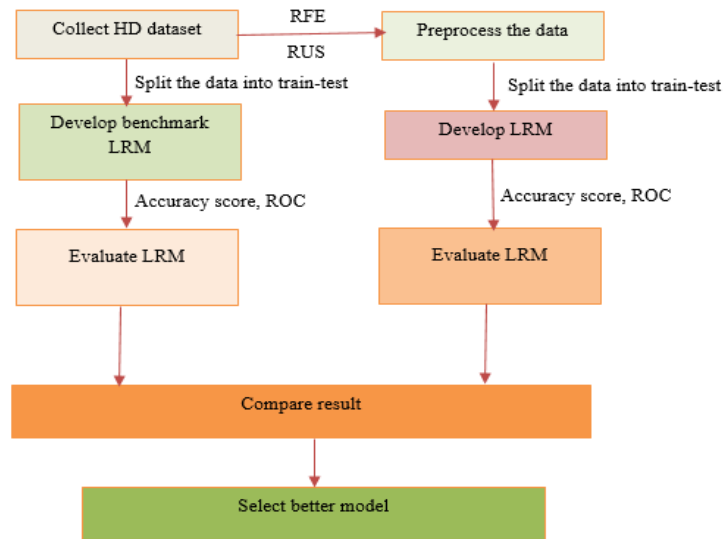 Collect HD dataset
RFE
RUS
Preprocess the data
Split the data into train-test
Split the data into train-test
Develop benchmark
LRM
Develop LRM
Accuracy score, ROC
Accuracy score, ROC
Evaluate LRM
Evaluate LRM
Compare result
Select better model